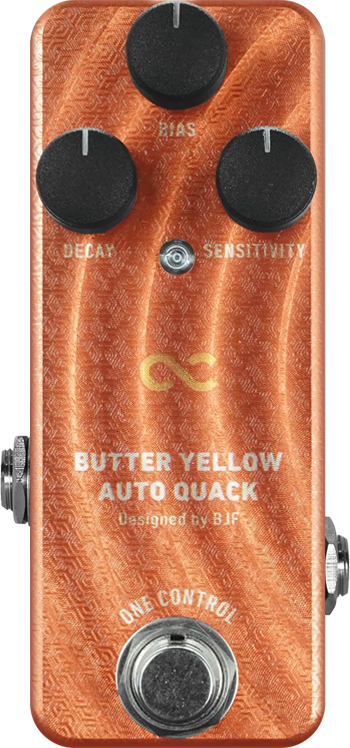 BIAS
DECAY
SENSITIVITY
BUTTER YELLOW
AUTO QUACK
Designed by BJF
ONE CONTROL